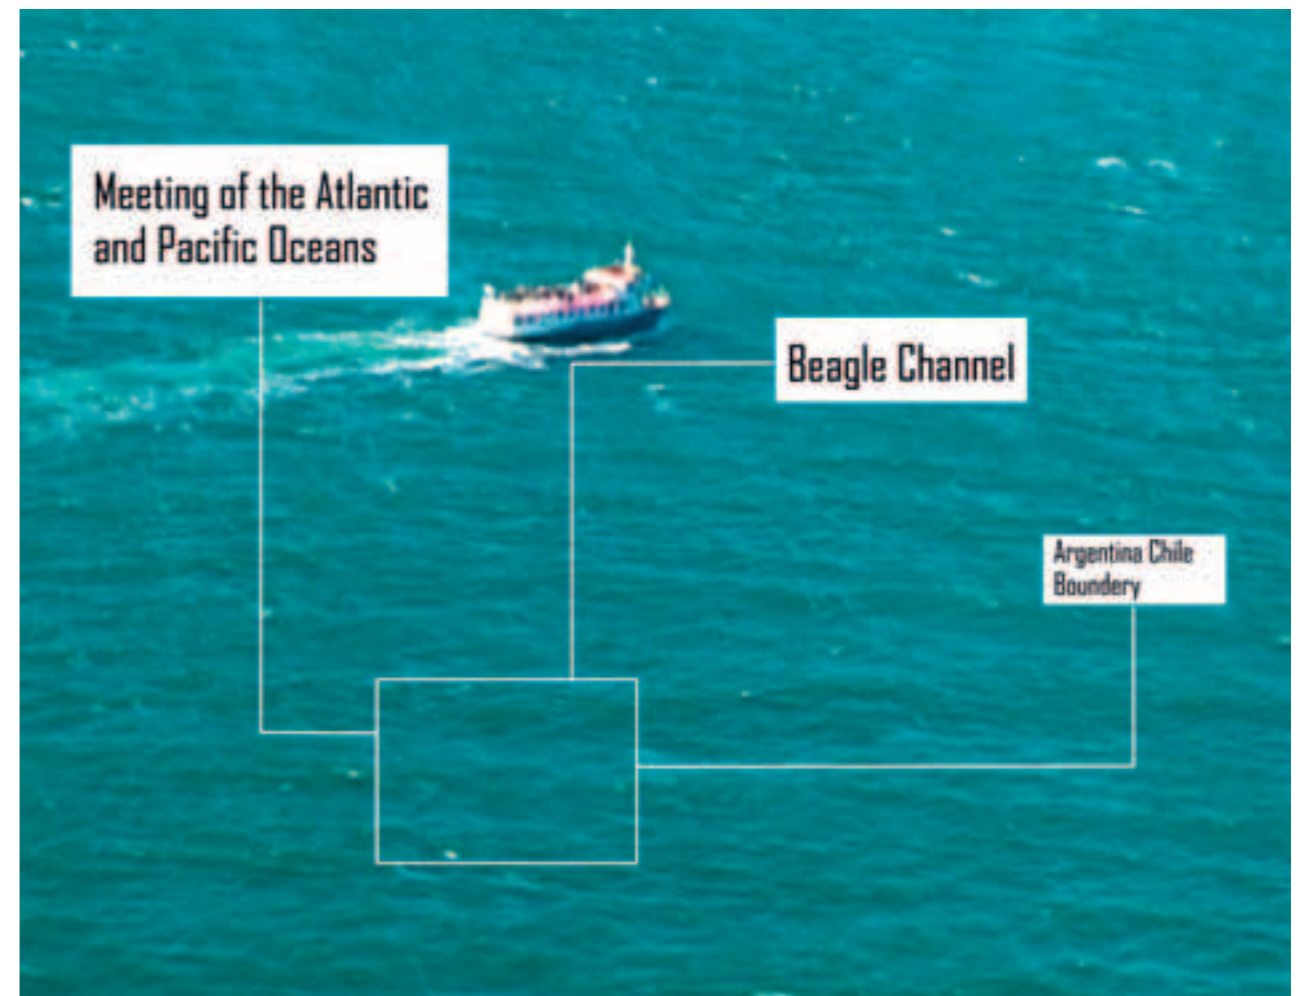 Meeting of the Atlantic
and Pacific Oceans
Beagle Channel
Argentina Chile
Boundery